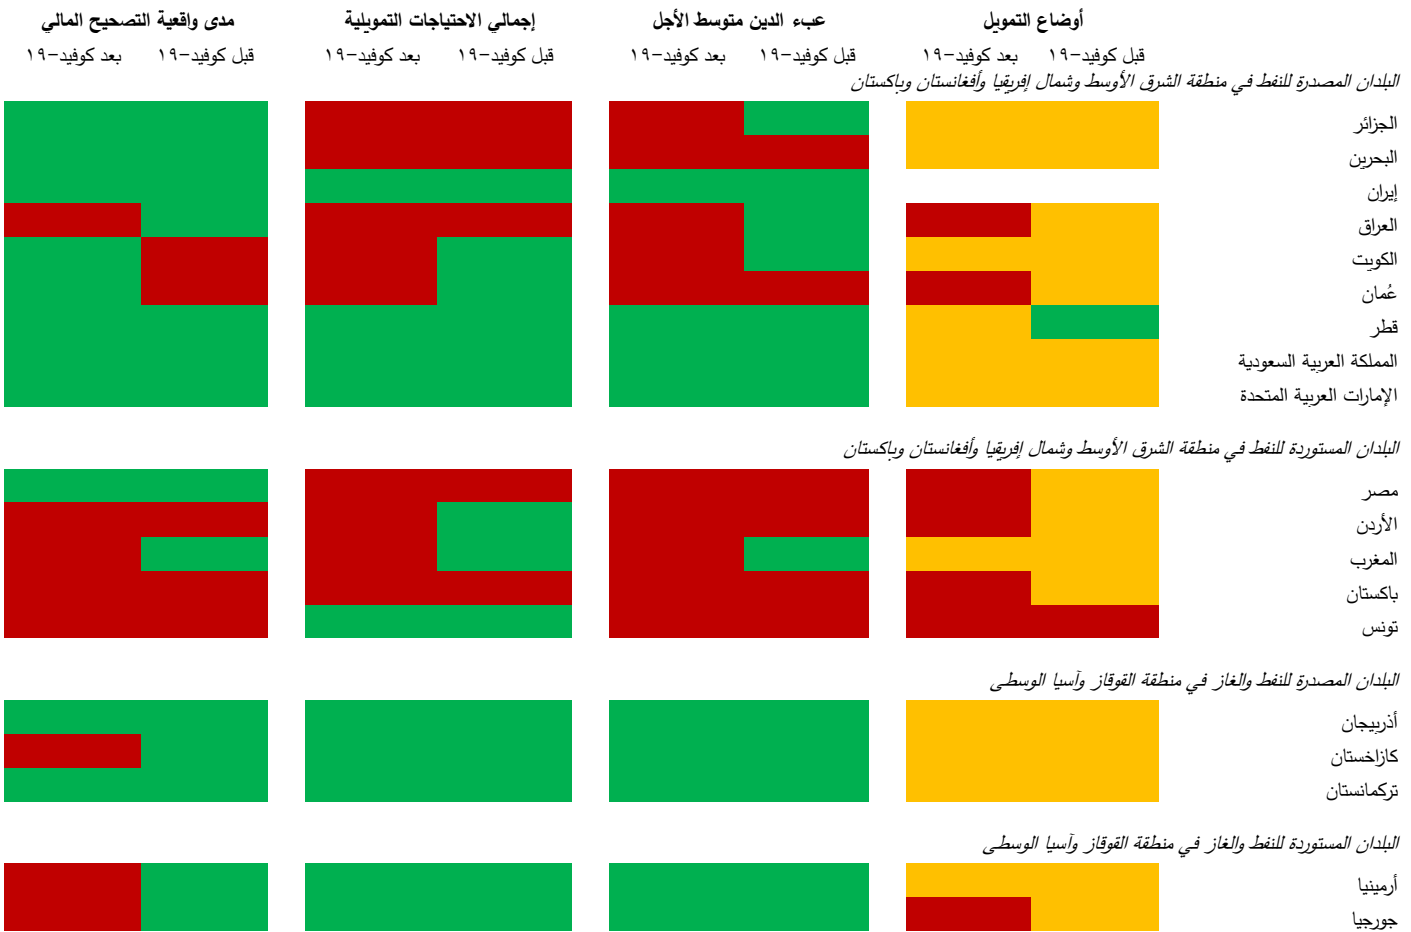 أوضاع التمويل عبء الدين متوسط الأجل إجمالي الاحتياجات التمويلية مدى واقعية التصحيح المالي
قبل كوفيد-١٩ بعد كوفيد-١٩ قبل كوفيد-١٩ بعد كوفيد-١٩ قبل كوفيد-١٩ بعد كوفيد-١٩ قبل كوفيد-١٩ بعد كوفيد-١٩
البلدان المصدرة للنفط في منطقة الشرق الأوسط وشمال إفريقيا وأفغانستان وباكستان
الجزائر
البحرين
إيران
العراق
الكويت
عُمان
قطر
المملكة العربية السعودية
الإمارات العربية المتحدة
البلدان المستوردة للنفط في منطقة الشرق الأوسط وشمال إفريقيا وأفغانستان وباكستان
مصر
الأردن
المغرب
باكستان
تونس
البلدان المصدرة للنفط والغاز في منطقة القوقاز وآسيا الوسطى
أذربيجان
كازاخستان
تركمانستان
البلدان المستوردة للنفط والغاز في منطقة القوقاز وآسيا الوسطى
أرمينيا
جورجيا